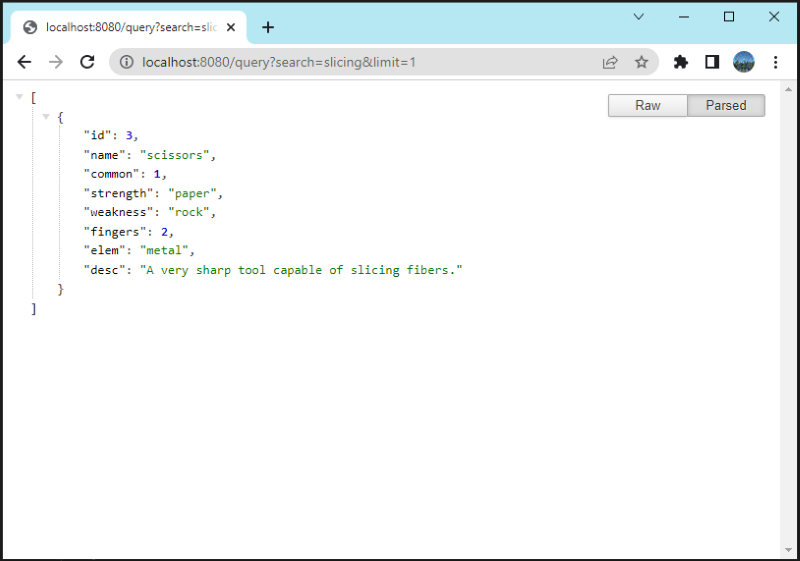 localhost:8080/query?search=slic
localhost:8080/query?search=slicing&limit=1
Raw Parsed
[
{
"id": 3,
"name": "scissors",
"common": 1,
"strength": "paper",
"weakness": "rock",
"fingers": 2,
"elem": "metal",
"desc": "A very sharp tool capable of slicing fibers."
}
]